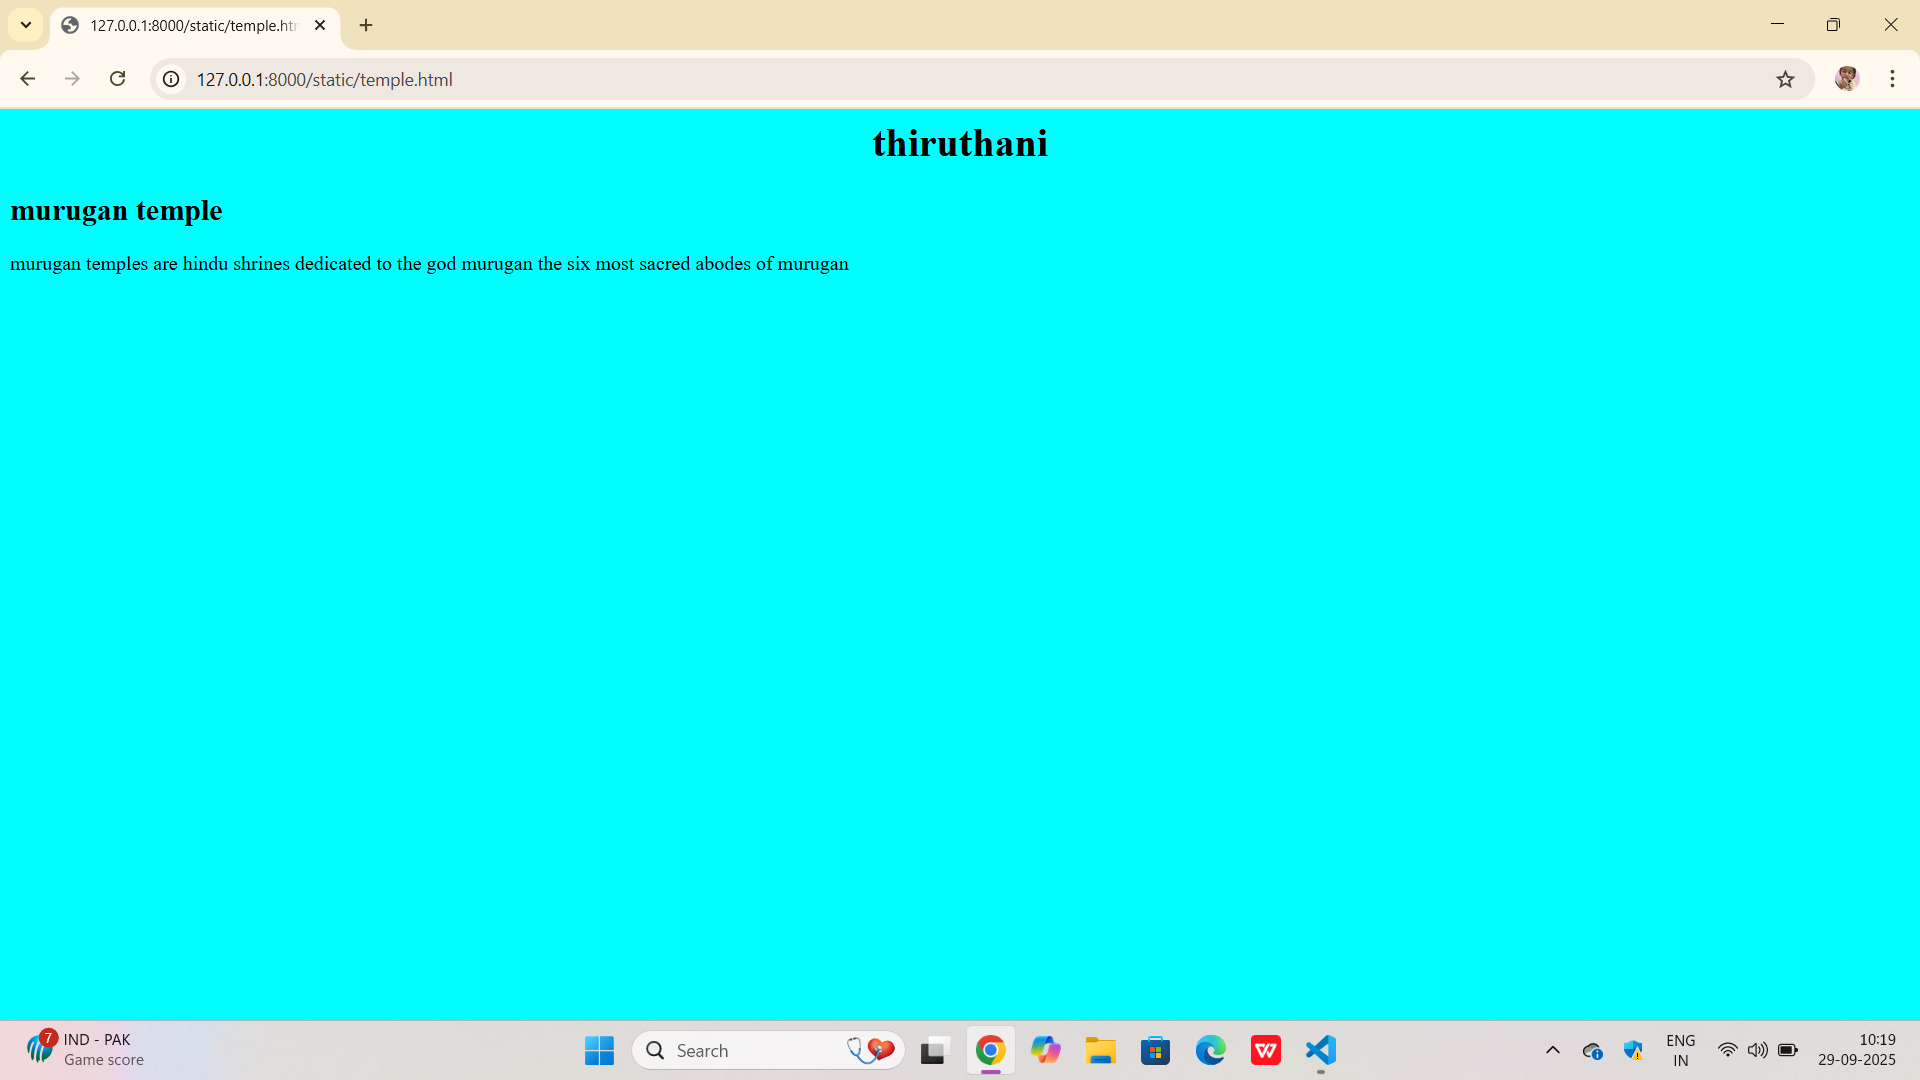 127.0.0.1:8000/static/temple.htm
127.0.0.1:8000/static/temple.html
thiruthani
murugan temple
murugan temples are hindu shrines dedicated to the god murugan the six most sacred abodes of murugan
7
IND - PAK
Game score
Search
W
ENG
IN
10:19
29-09-2025